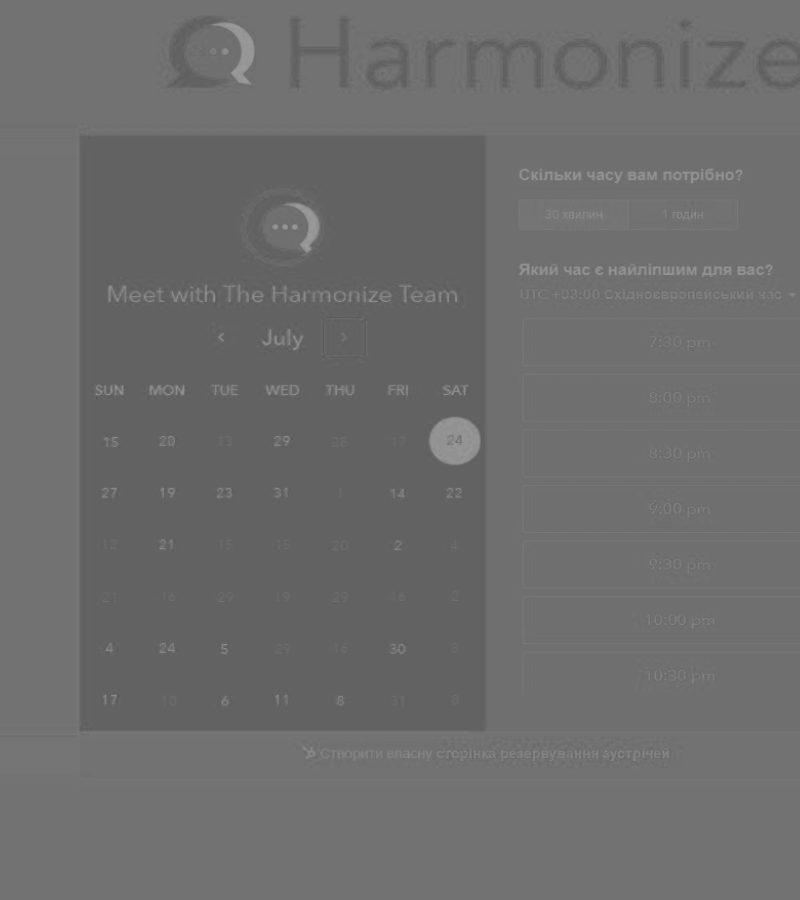 Harmonize
Meet with The Harmonize Team
July
SUN MON TUE WED THU FRI SAT
15 20 13 29 28 17 24
27 19 23 31 1 14 22
12 21 15 15 20 2 4
21 16 29 19 29 16 2
4 24 5 29 16 30 8
17 10 6 11 8 31 8
Скільки часу вам потрібно?
30 хвилин 1 годин
Який час є найліпшим для вас?
UTC +03:00 Східноєвропейський час
7:30 pm
8:00 pm
8:30 pm
9:00 pm
9:30 pm
10:00 pm
10:30 pm
Створити власну сторінка резервування зустрічей